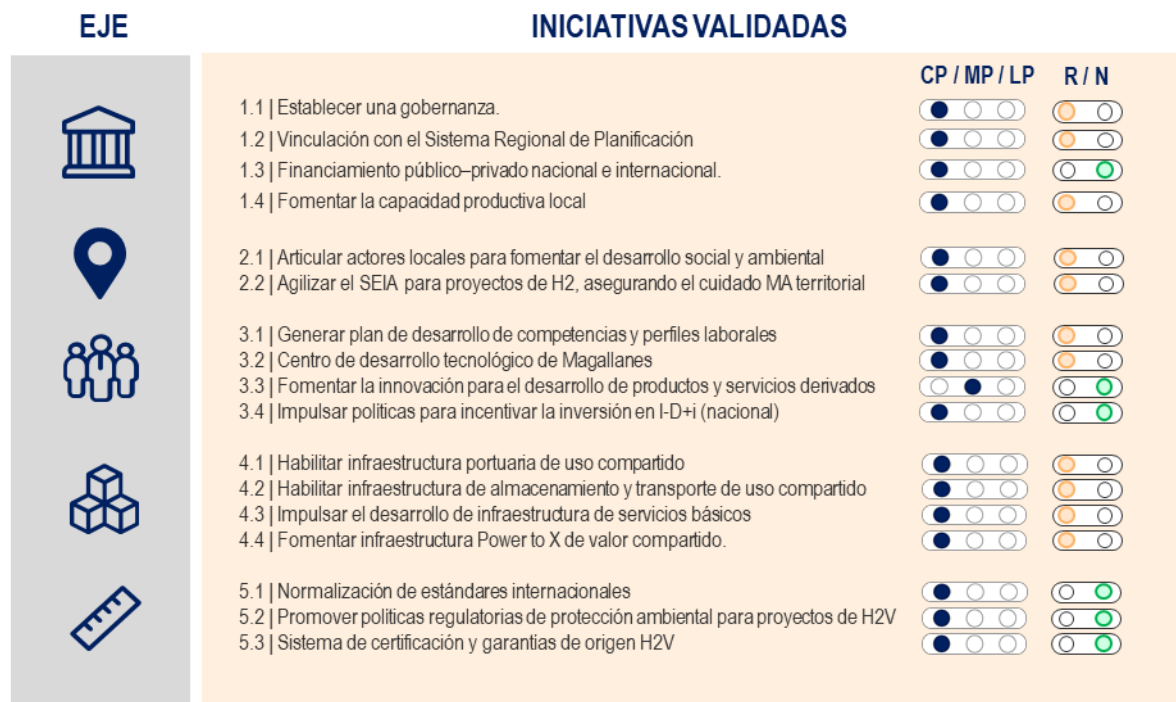 EJE
INICIATIVAS VALIDADAS
CP / MP / LP R / N
1.1 | Establecer una gobernanza.
1.2 | Vinculación con el Sistema Regional de Planificación
1.3 | Financiamiento público–privado nacional e internacional.
1.4 | Fomentar la capacidad productiva local
2.1 | Articular actores locales para fomentar el desarrollo social y ambiental
2.2 | Agilizar el SEIA para proyectos de H2, asegurando el cuidado MA territorial
3.1 | Generar plan de desarrollo de competencias y perfiles laborales
3.2 | Centro de desarrollo tecnológico de Magallanes
3.3 | Fomentar la innovación para el desarrollo de productos y servicios derivados
3.4 | Impulsar políticas para incentivar la inversión en I-D+i (nacional)
4.1 | Habilitar infraestructura portuaria de uso compartido
4.2 | Habilitar infraestructura de almacenamiento y transporte de uso compartido
4.3 | Impulsar el desarrollo de infraestructura de servicios básicos
4.4 | Fomentar infraestructura Power to X de valor compartido.
5.1 | Normalización de estándares internacionales
5.2 | Promover políticas regulatorias de protección ambiental para proyectos de H2V
5.3 | Sistema de certificación y garantías de origen H2V